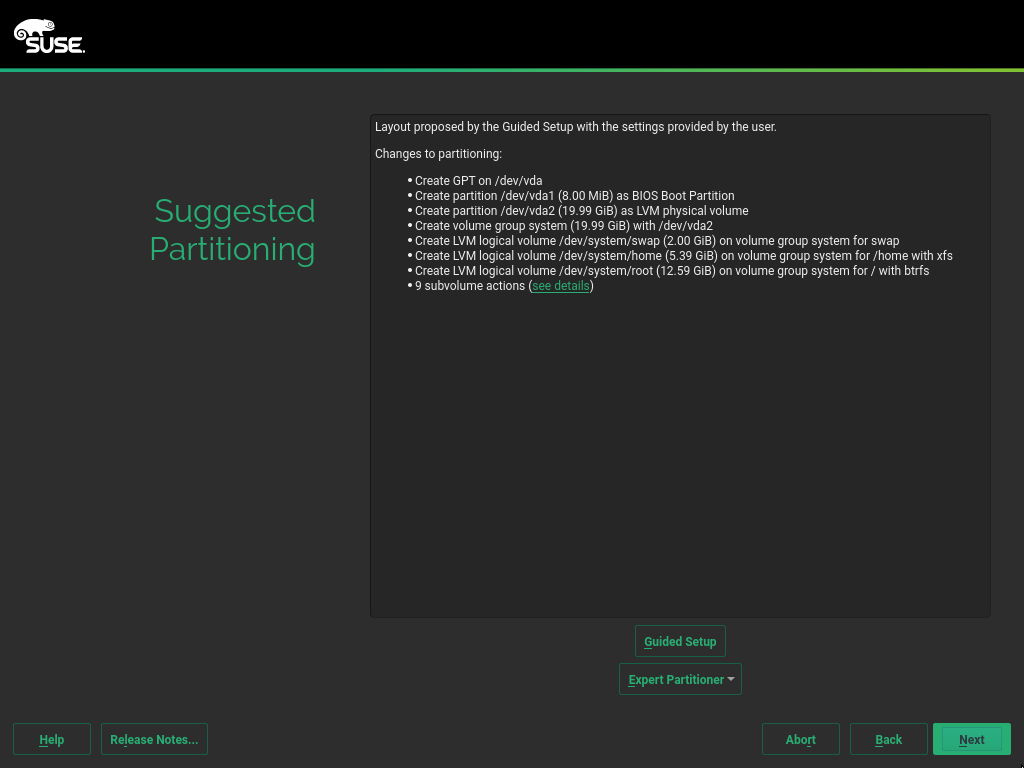 SUSE.
Suggested
Partitioning
Layout proposed by the Guided Setup with the settings provided by the user.
Changes to partitioning:
• Create GPT on /dev/vda
• Create partition /dev/vda1 (8.00 MiB) as BIOS Boot Partition
• Create partition /dev/vda2 (19.99 GiB) as LVM physical volume
• Create volume group system (19.99 GiB) with /dev/vda2
• Create LVM logical volume /dev/system/swap (2.00 GiB) on volume group system for swap
• Create LVM logical volume /dev/system/home (5.39 GiB) on volume group system for /home with xfs
• Create LVM logical volume /dev/system/root (12.59 GiB) on volume group system for / with btrfs
• 9 subvolume actions (see details)
Guided Setup
Expert Partitioner
Help
Release Notes...
Abort
Back
Next